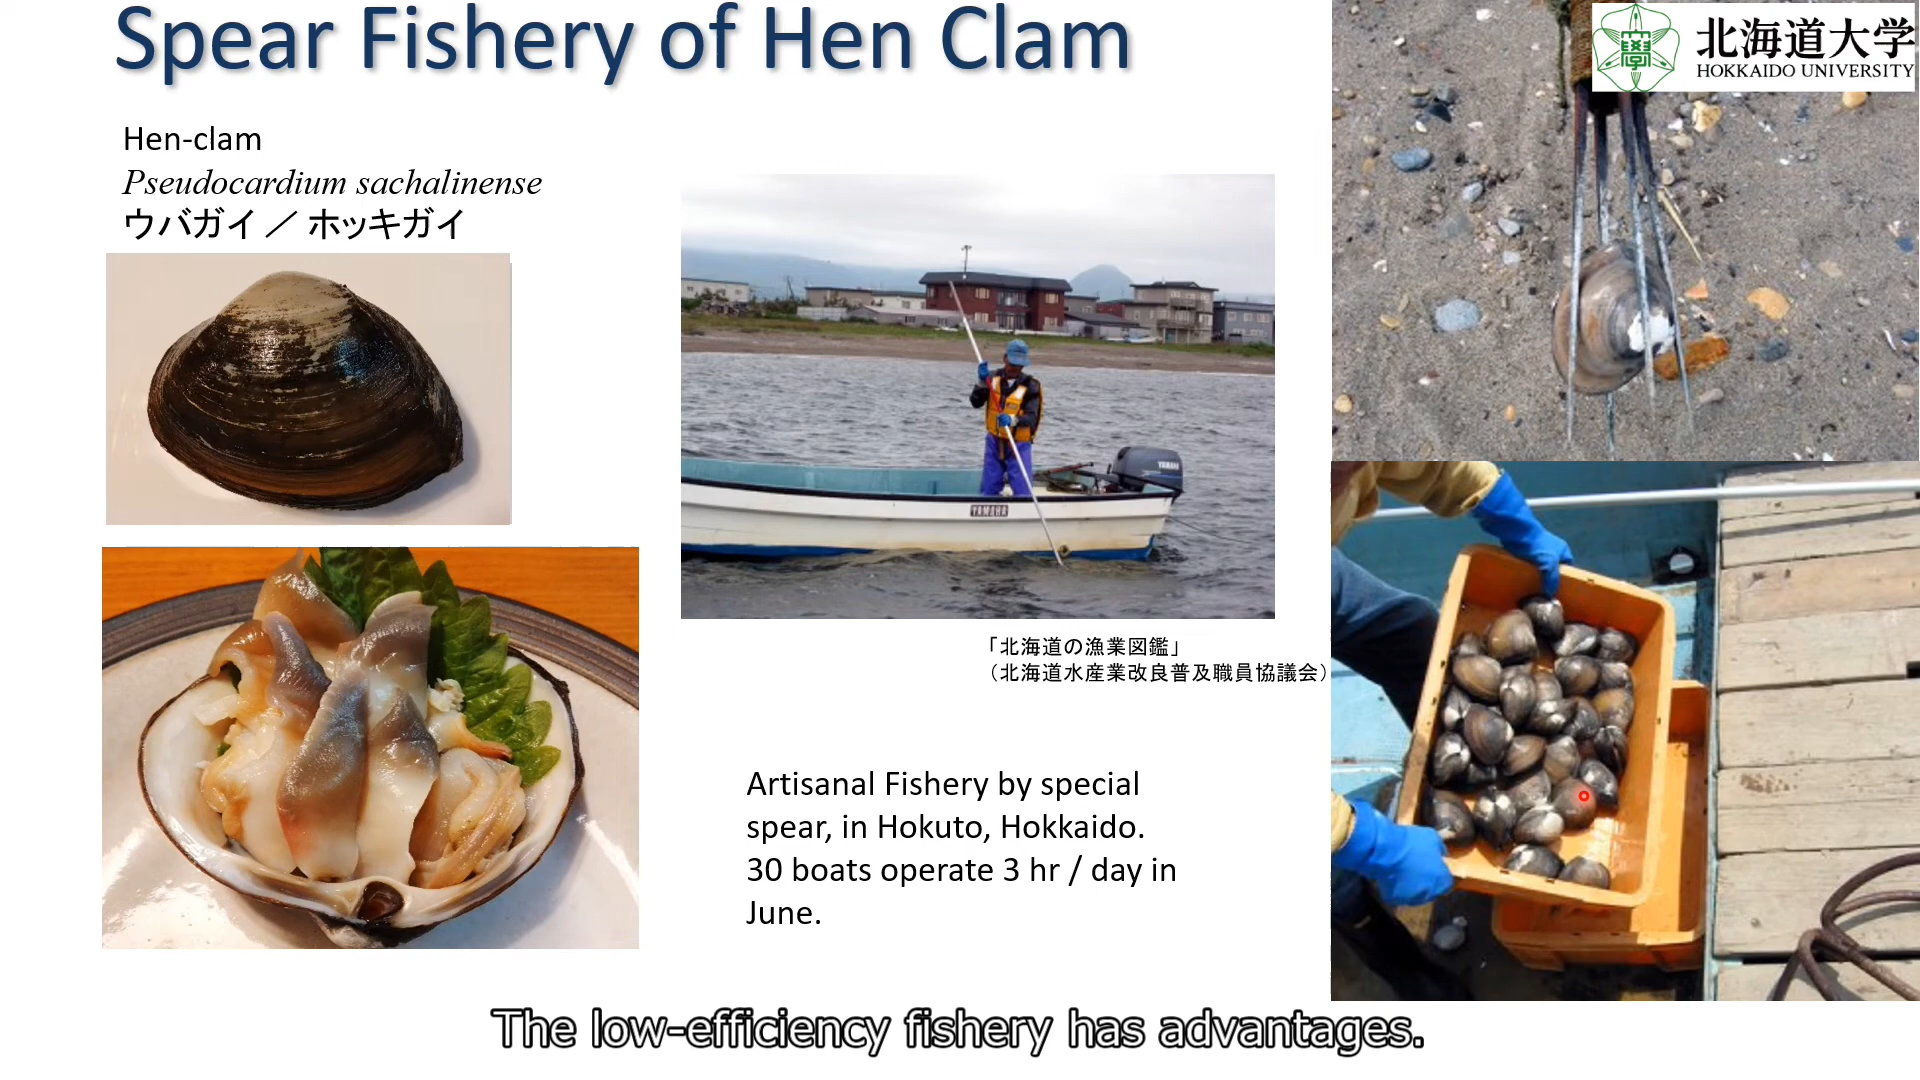 Spear Fishery of Hen Clam
北海道大学
HOKKAIDO UNIVERSITY
Hen-clam
Pseudocardium sachalinense
ウバガイ ／ ホッキガイ
YAMAHA
YAMAHA
「北海道の漁業図鑑」
（北海道水産業改良普及職員協議会）
Artisanal Fishery by special
spear, in Hokuto, Hokkaido.
30 boats operate 3 hr / day in
June.
The low-efficiency fishery has advantages.